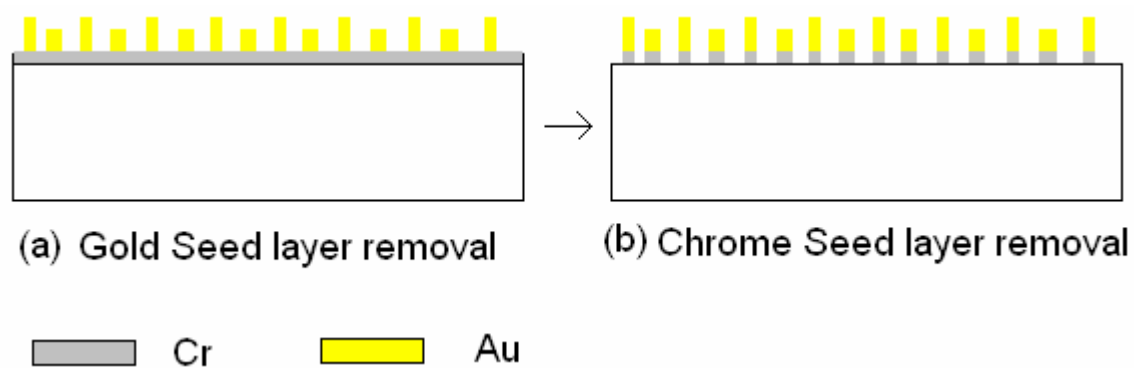 (a) Gold Seed layer removal
(b) Chrome Seed layer removal
Cr
Au